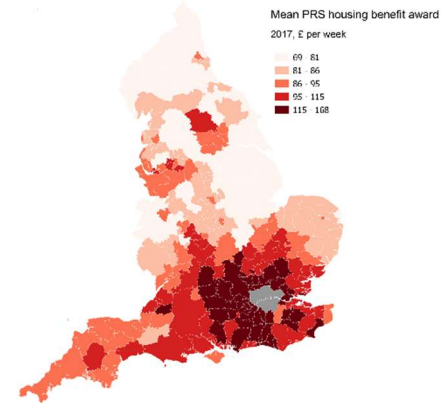 Mean PRS housing benefit award
2017, £ per week
69 - 81
81 - 86
86 - 95
95 - 115
115 - 168